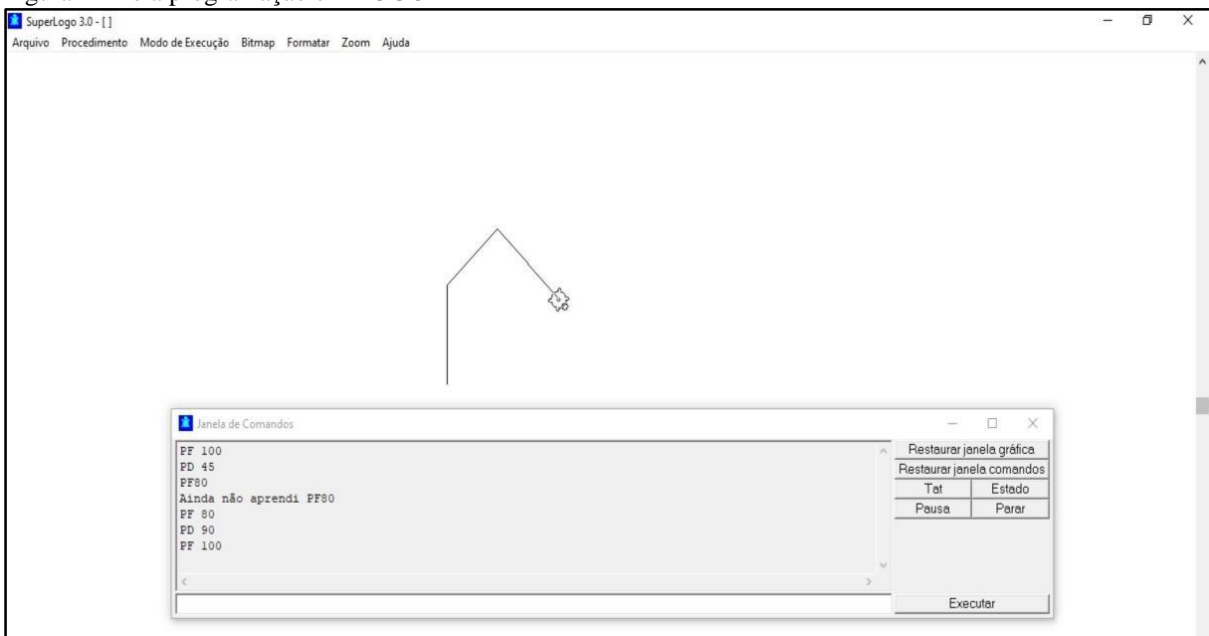 SuperLogo 3.0 - [ ]
Arquivo Procedimento Modo de Execução Bitmap Formatar Zoom Ajuda
Janela de Comandos
PF 100
PD 45
PF80
Ainda não aprendi PF80
PF 80
PD 90
PF 100
Restaurar janela gráfica
Restaurar janela comandos
Tat Estado
Pausa Parar
Executar